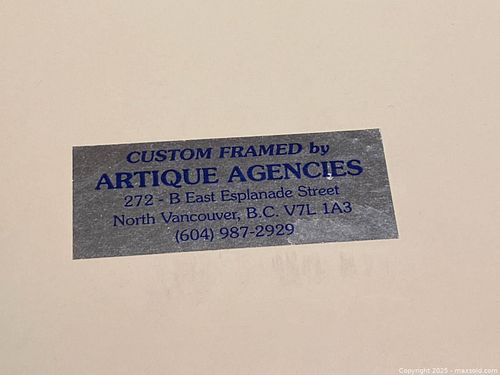 CUSTOM FRAMED by
ARTIQUE AGENCIES
272 - B East Esplanade Street
North Vancouver, B.C. V7L 1A3
(604) 987-2929
Copyright 2025 - maxsold.com